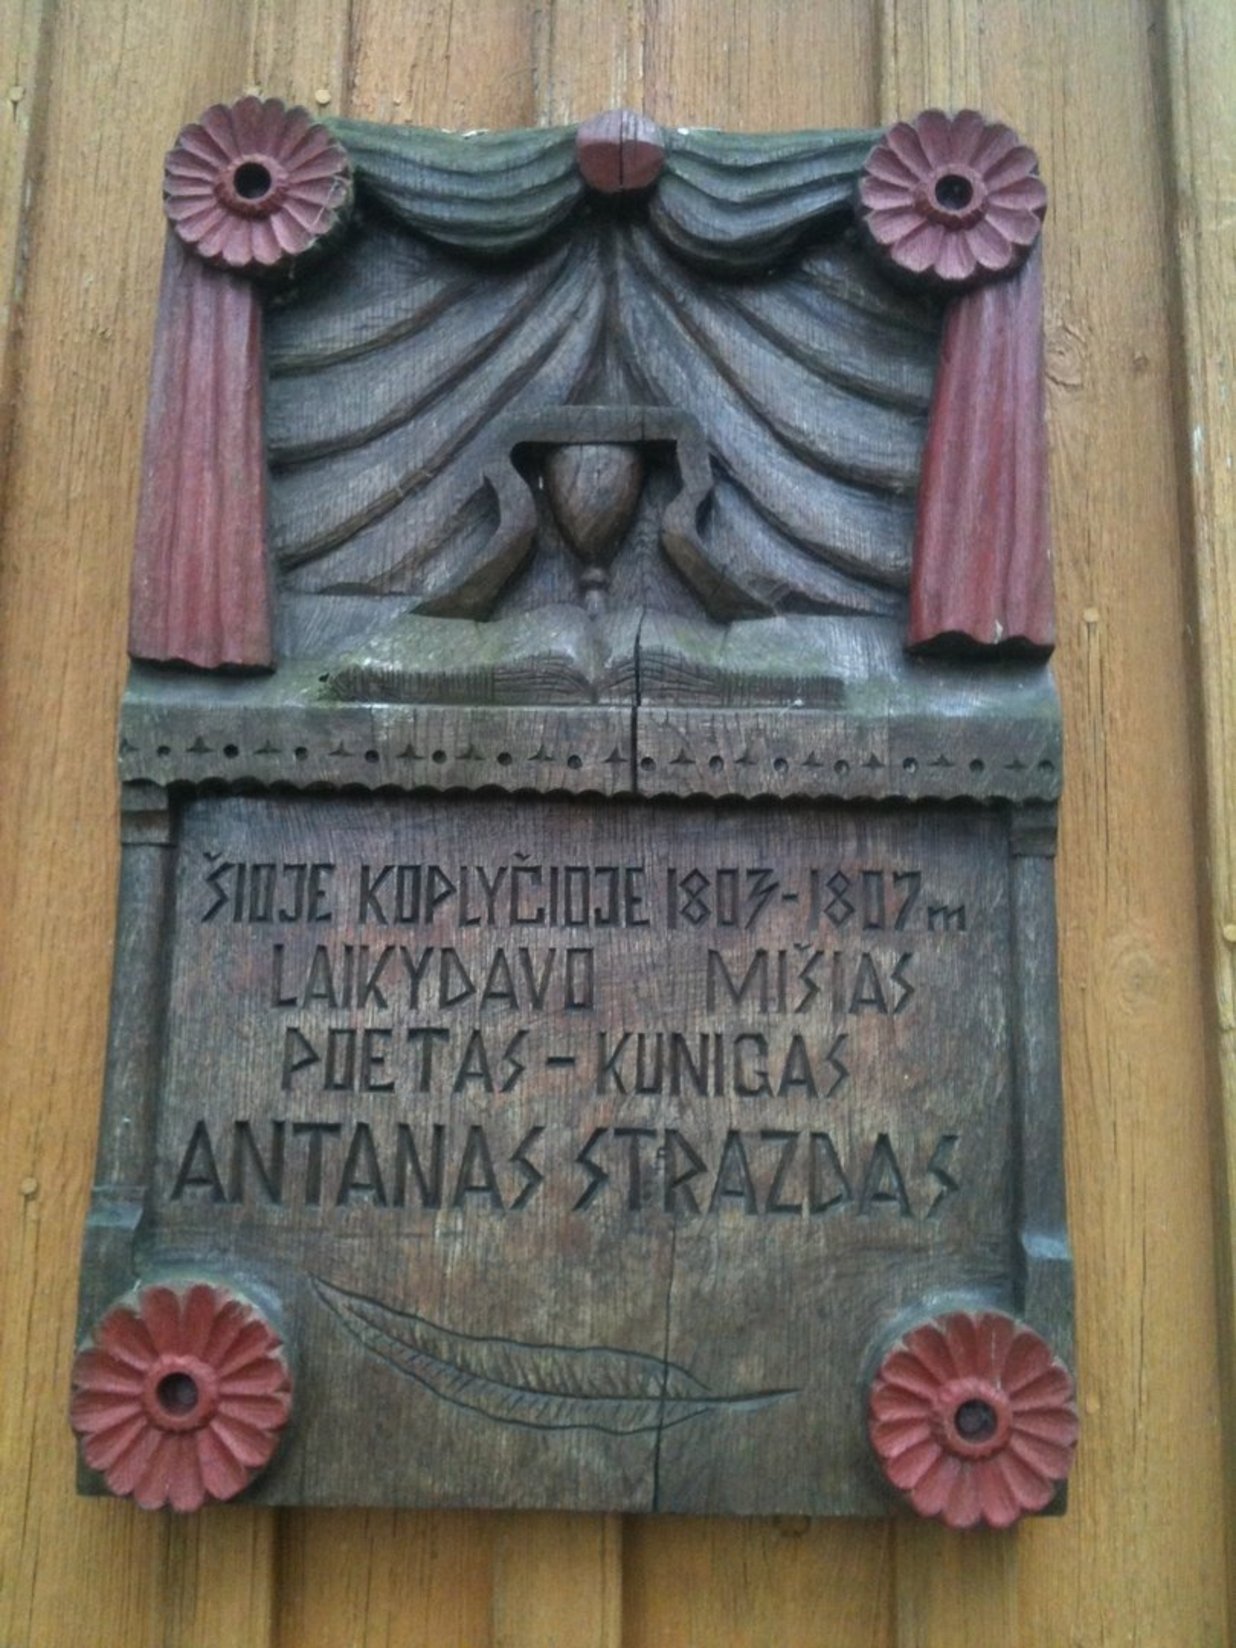 ŠIOJE KOPLYČIOJE 1803-1807 m
LAIKYDAVO MIŠIAS
POETAS - KUNIGAS
ANTANAS STRAZDAS